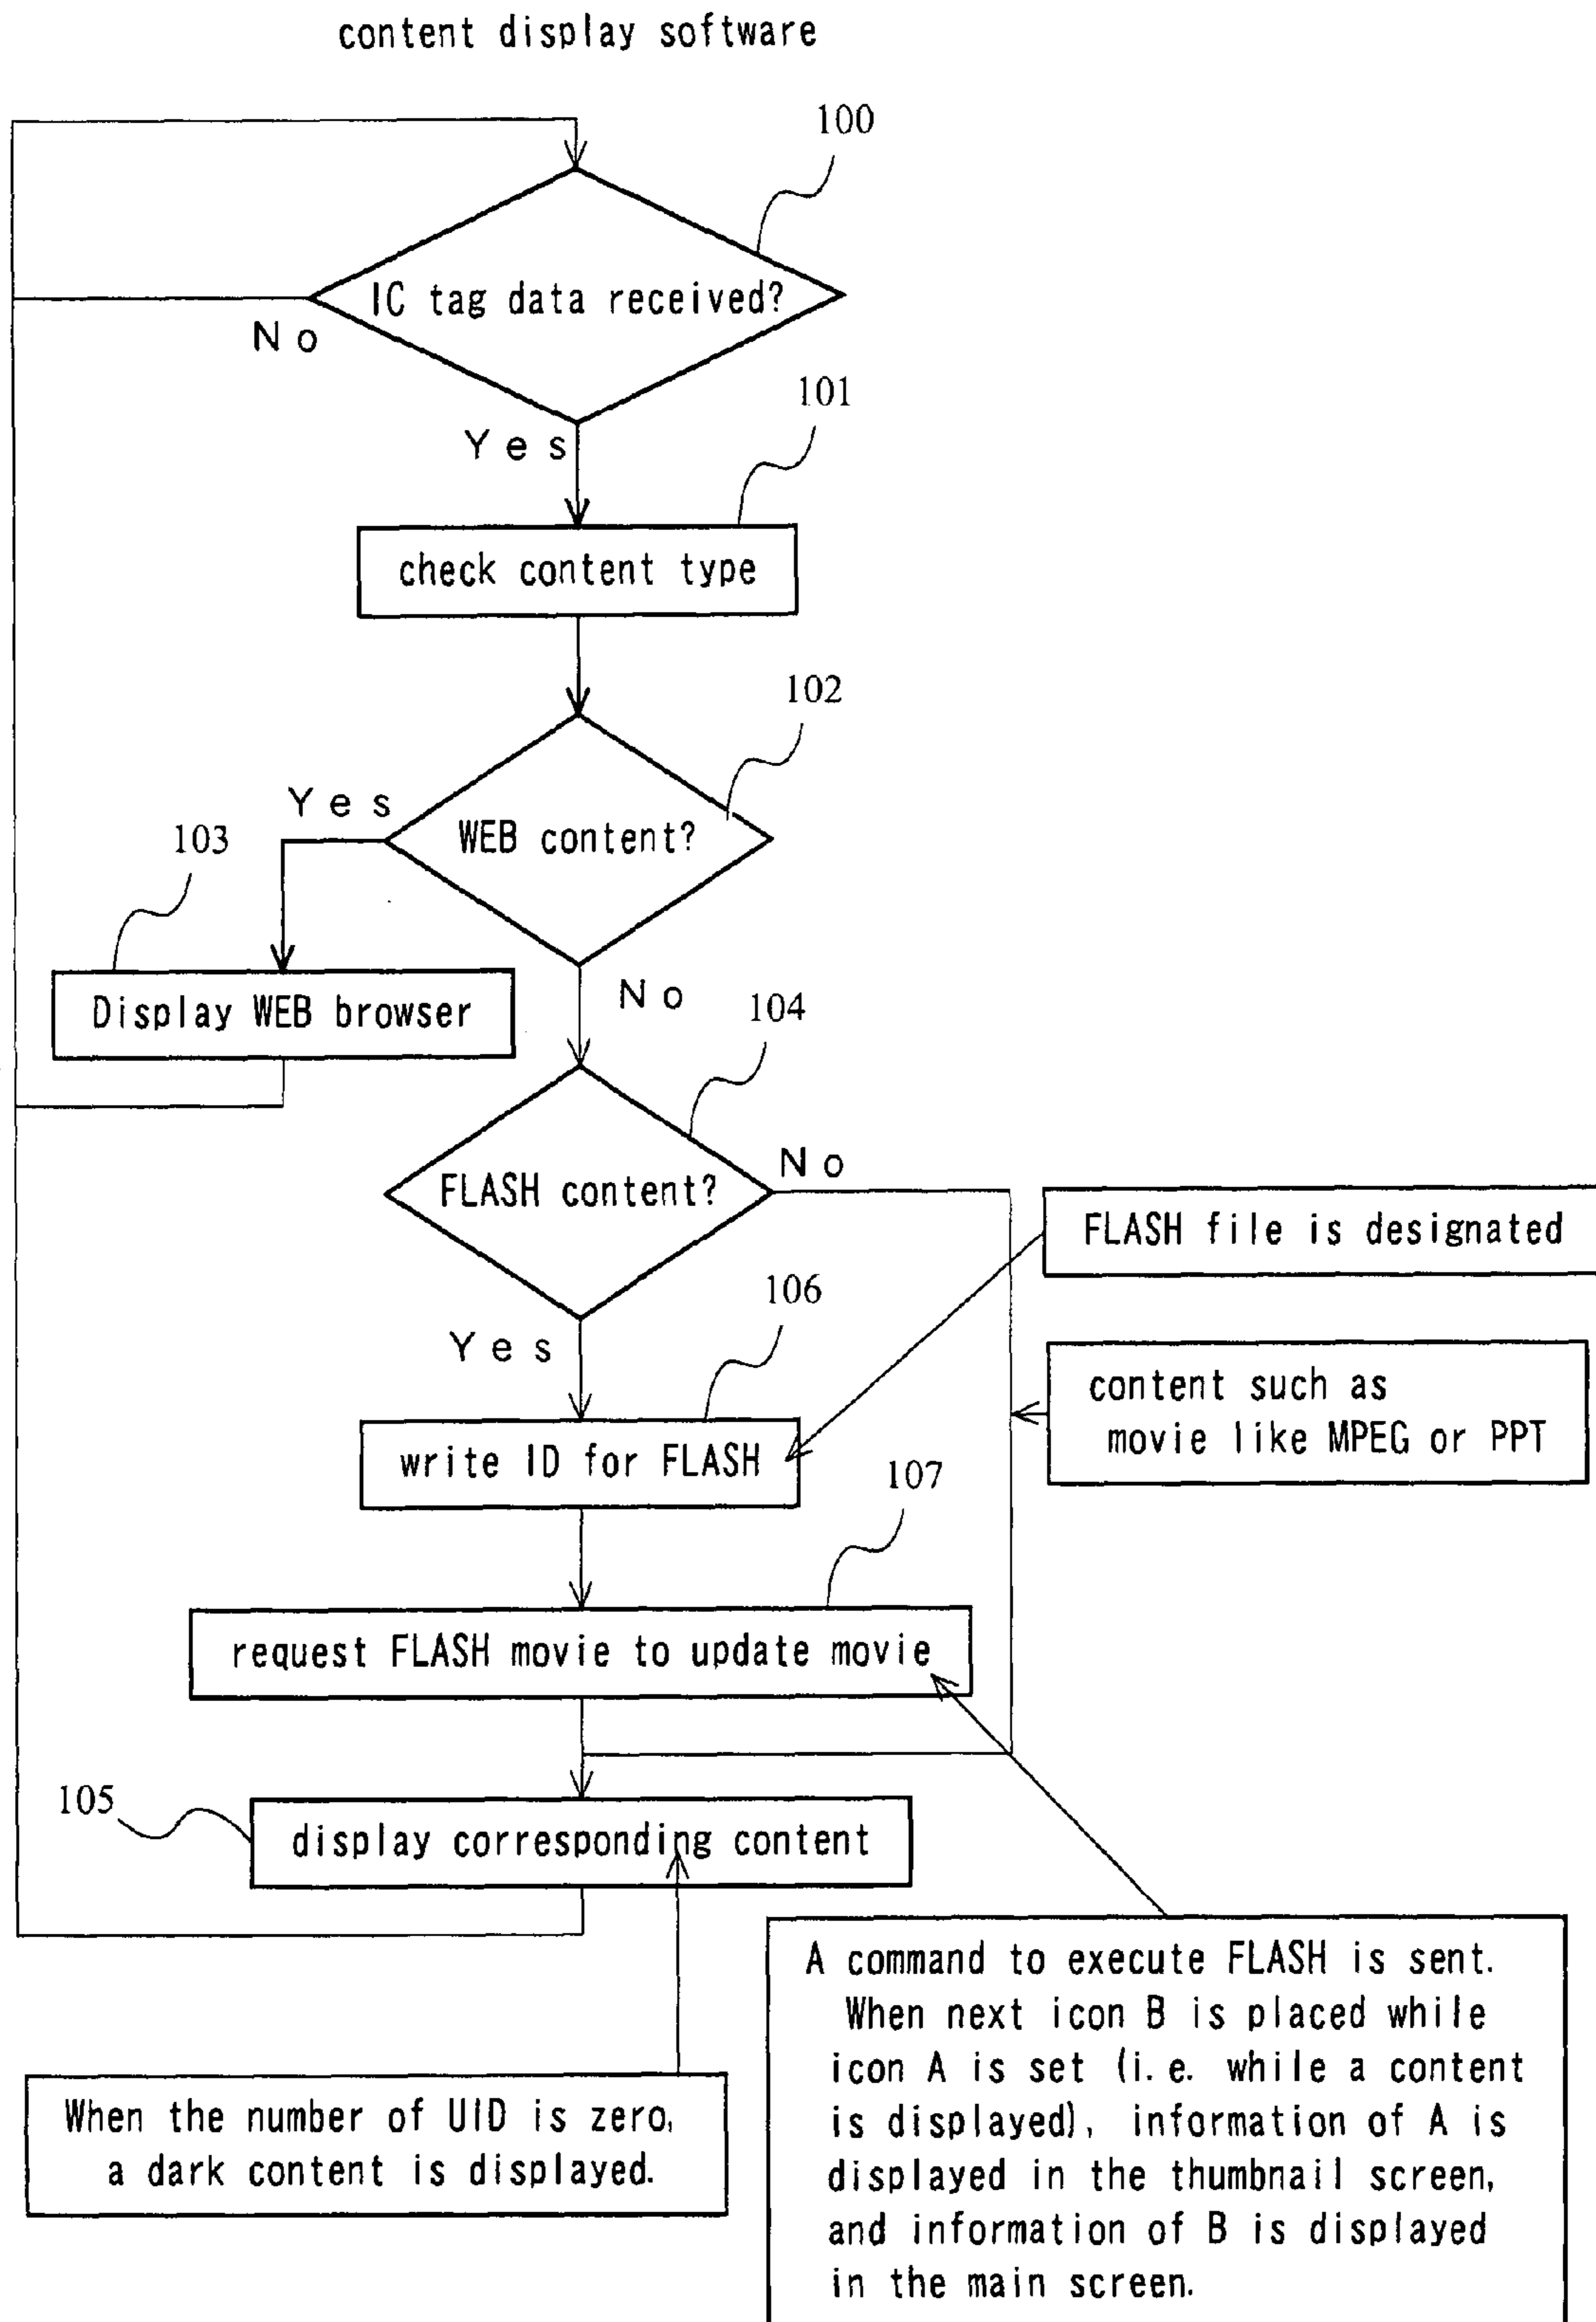 content display software
100
IC tag data received?
No
101
Yes
check content type
102
Yes
WEB content?
103
No
Display WEB browser
104
No
FLASH content?
FLASH file is designated
106
Yes
content such as
movie like MPEG or PPT
write ID for FLASH
107
request FLASH movie to update movie
105
display corresponding content
When the number of UID is zero,
a dark content is displayed.
A command to execute FLASH is sent.
When next icon B is placed while
icon A is set (i.e. while a content
is displayed), information of A is
displayed in the thumbnail screen,
and information of B is displayed
in the main screen.